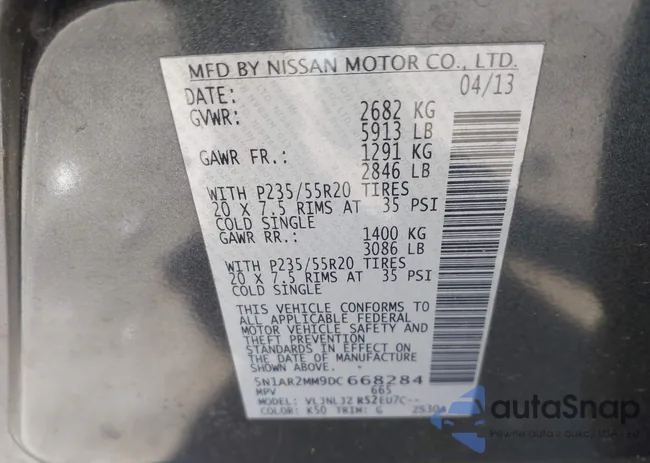 MFD BY NISSAN MOTOR CO., LTD.
DATE: 04/13
GVWR: 2682 KG
5913 LB
GAWR FR.: 1291 KG
2846 LB
WITH P235/55R20 TIRES
20 X 7.5 RIMS AT 35 PSI
COLD SINGLE
GAWR RR.: 1400 KG
3086 LB
WITH P235/55R20 TIRES
20 X 7.5 RIMS AT 35 PSI
COLD SINGLE
THIS VEHICLE CONFORMS TO
ALL APPLICABLE FEDERAL
MOTOR VEHICLE SAFETY AND
THEFT PREVENTION
STANDARDS IN EFFECT ON
THE DATE OF MANUFACTURE
SHOWN ABOVE.
5N1AR2MM9DC668284
MPV 665
MODEL: VLJNLJZ R52EU7C--
COLOR: K50 TRIM: G 2530A
autoSnap